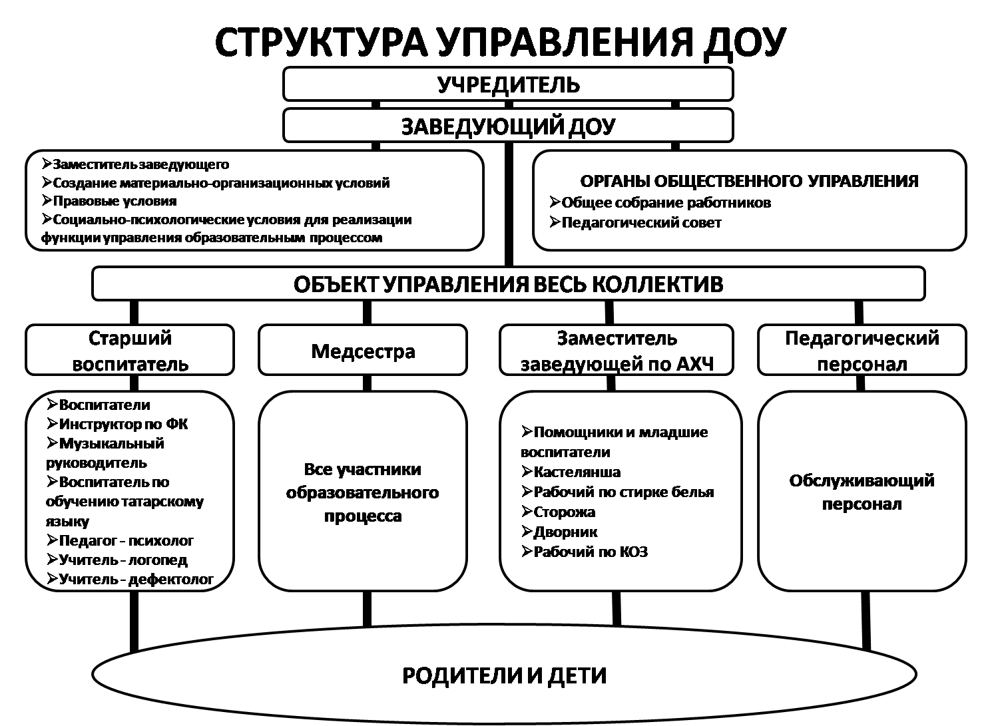 СТРУКТУРА УПРАВЛЕНИЯ ДОУ
УЧРЕДИТЕЛЬ
ЗАВЕДУЮЩИЙ ДОУ
➢Заместитель заведующего
➢Создание материально-организационных условий
➢Правовые условия
➢Социально-психологические условия для реализации
функции управления образовательным процессом
ОРГАНЫ ОБЩЕСТВЕННОГО УПРАВЛЕНИЯ
➢Общее собрание работников
➢Педагогический совет
ОБЪЕКТ УПРАВЛЕНИЯ ВЕСЬ КОЛЛЕКТИВ
Старший
воспитатель
Медсестра
Заместитель
заведующей по АХЧ
Педагогический
персонал
➢Воспитатели
➢Инструктор по ФК
➢Музыкальный
руководитель
➢Воспитатель по
обучению татарскому
языку
➢Педагог - психолог
➢Учитель - логопед
➢Учитель - дефектолог
Все участники
образовательного
процесса
➢Помощники и младшие
воспитатели
➢Кастелянша
➢Рабочий по стирке белья
➢Сторожа
➢Дворник
➢Рабочий по КОЗ
Обслуживающий
персонал
РОДИТЕЛИ И ДЕТИ